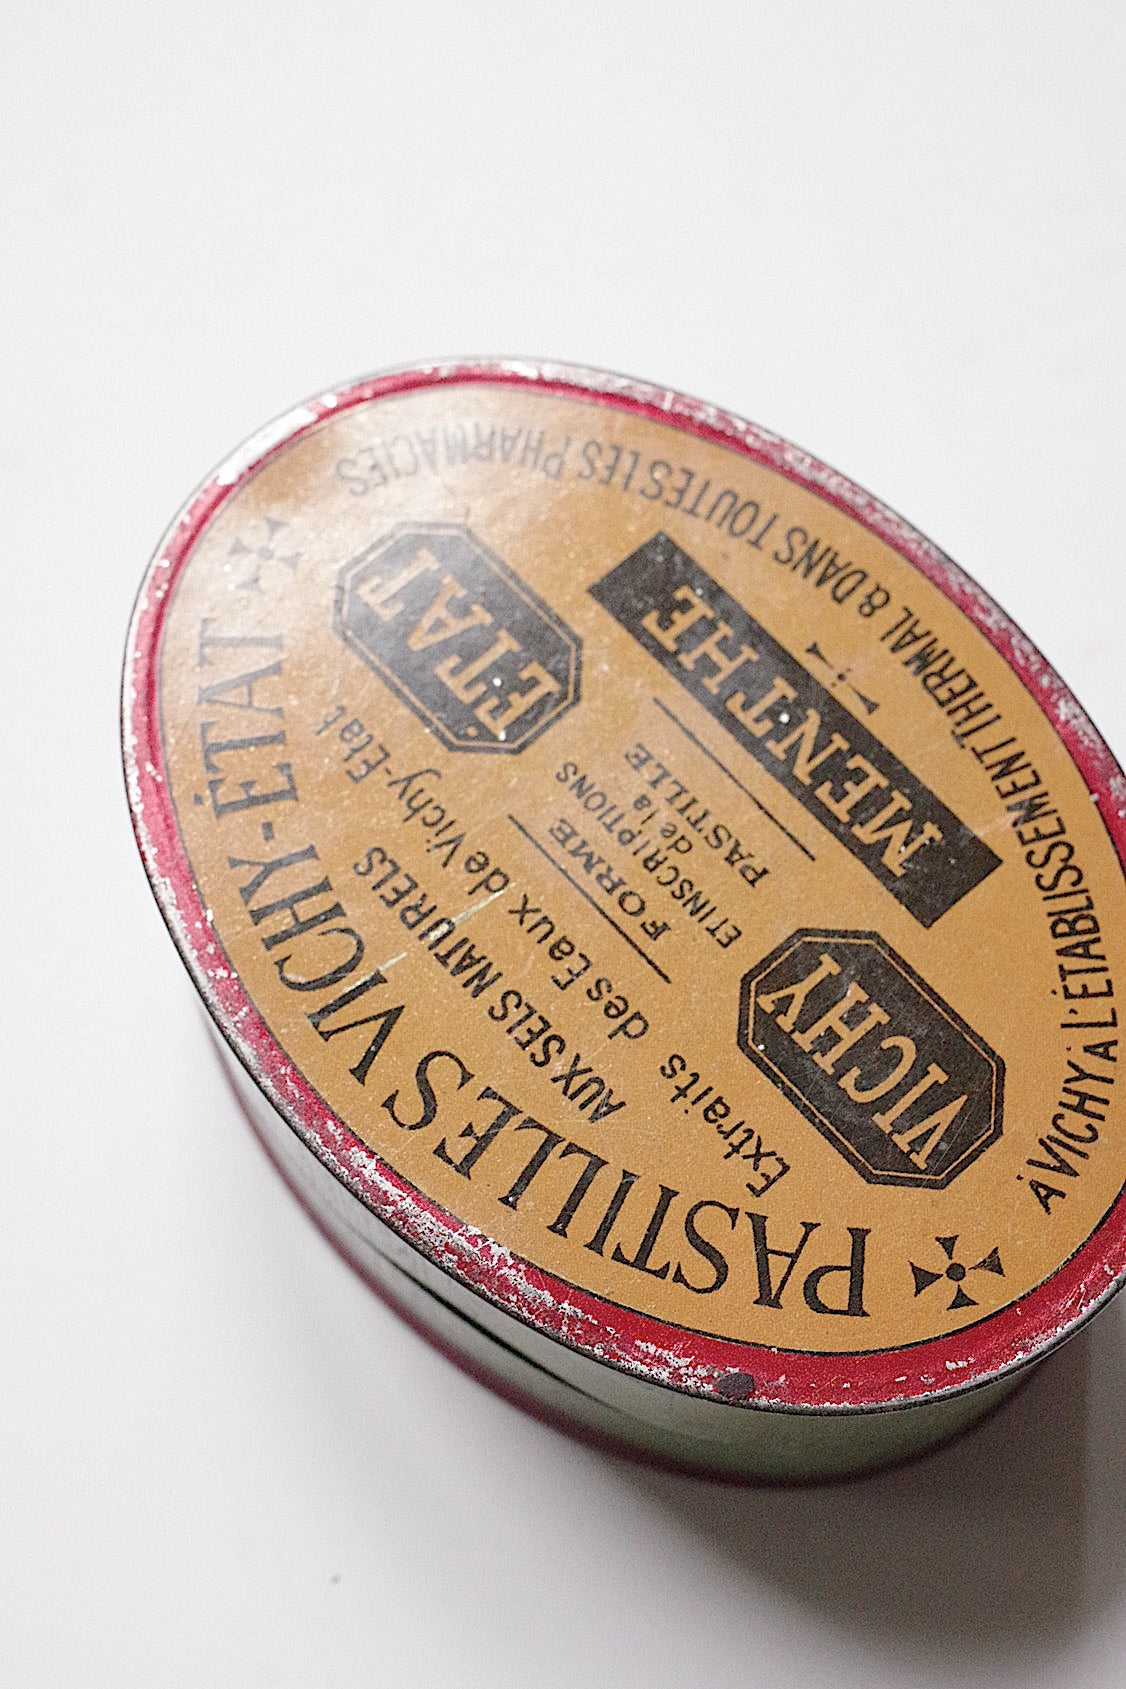 PASTILLES VICHY-ÉTAT
AUX SELS NATURELS
Extraits des Eaux de Vichy-Etat
VICHY
FORME
ET INSCRIPTIONS
de la
PASTILLE
ÉTAT
MENTHE
À VICHY À L'ÉTABLISSEMENT THERMAL & DANS TOUTES LES PHARMACIES